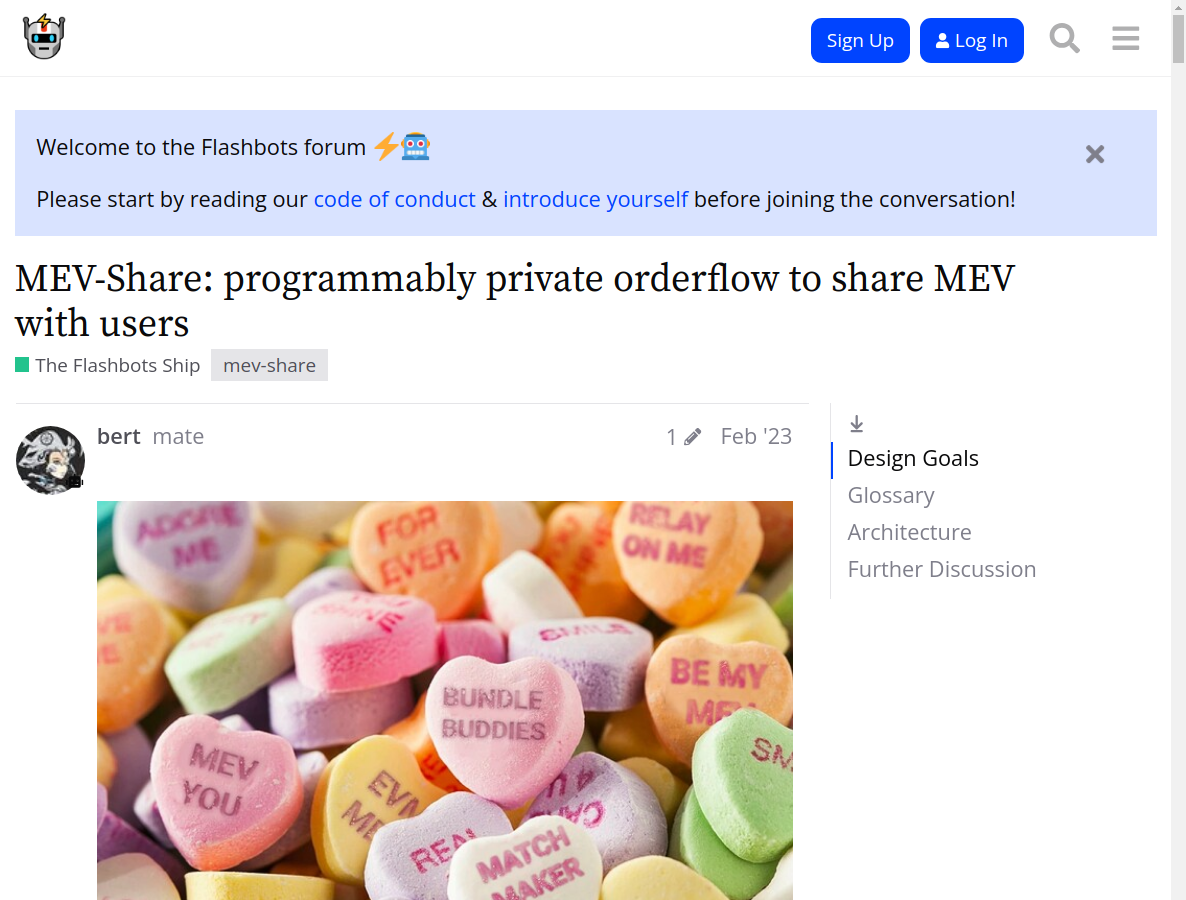 Sign Up
Log In
Welcome to the Flashbots forum
Please start by reading our code of conduct & introduce yourself before joining the conversation!
MEV-Share: programmably private orderflow to share MEV
with users
The Flashbots Ship
mev-share
bert mate
1
Feb '23
Design Goals
Glossary
Architecture
Further Discussion
ADORE
ME
FOR
EVER
RELAY
ON ME
SMILE
BE MY
BUNDLE
BUDDIES
MEV
YOU
EVM
REAL
MATCH
MAKER